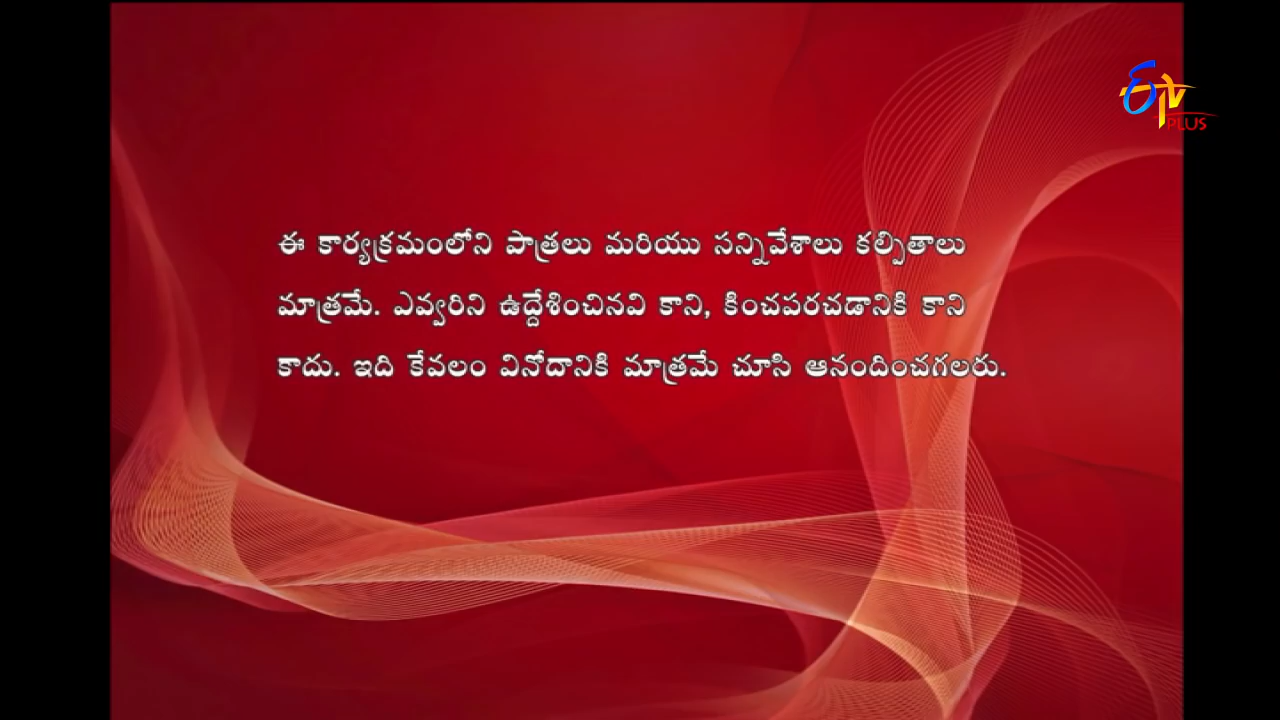 ETV
PLUS
ఈ కార్యక్రమంలోని పాత్రలు మరియు సన్నివేశాలు కల్పితాలు
మాత్రమే. ఎవ్వరిని ఉద్దేశించినవి కాని, కించపరచడానికి కాని
కాదు. ఇది కేవలం వినోదానికి మాత్రమే చూసి ఆనందించగలరు.